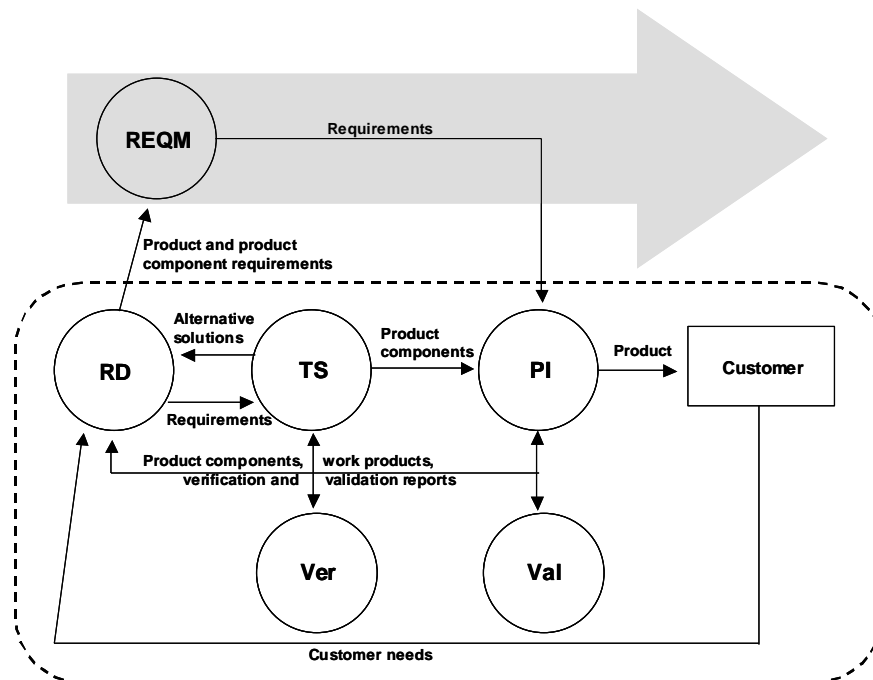 REQM
Requirements
Product and product
component requirements
Alternative
solutions
Product
components
Product
RD
TS
PI
Customer
Requirements
Product components, work products,
verification and validation reports
Ver
Val
Customer needs